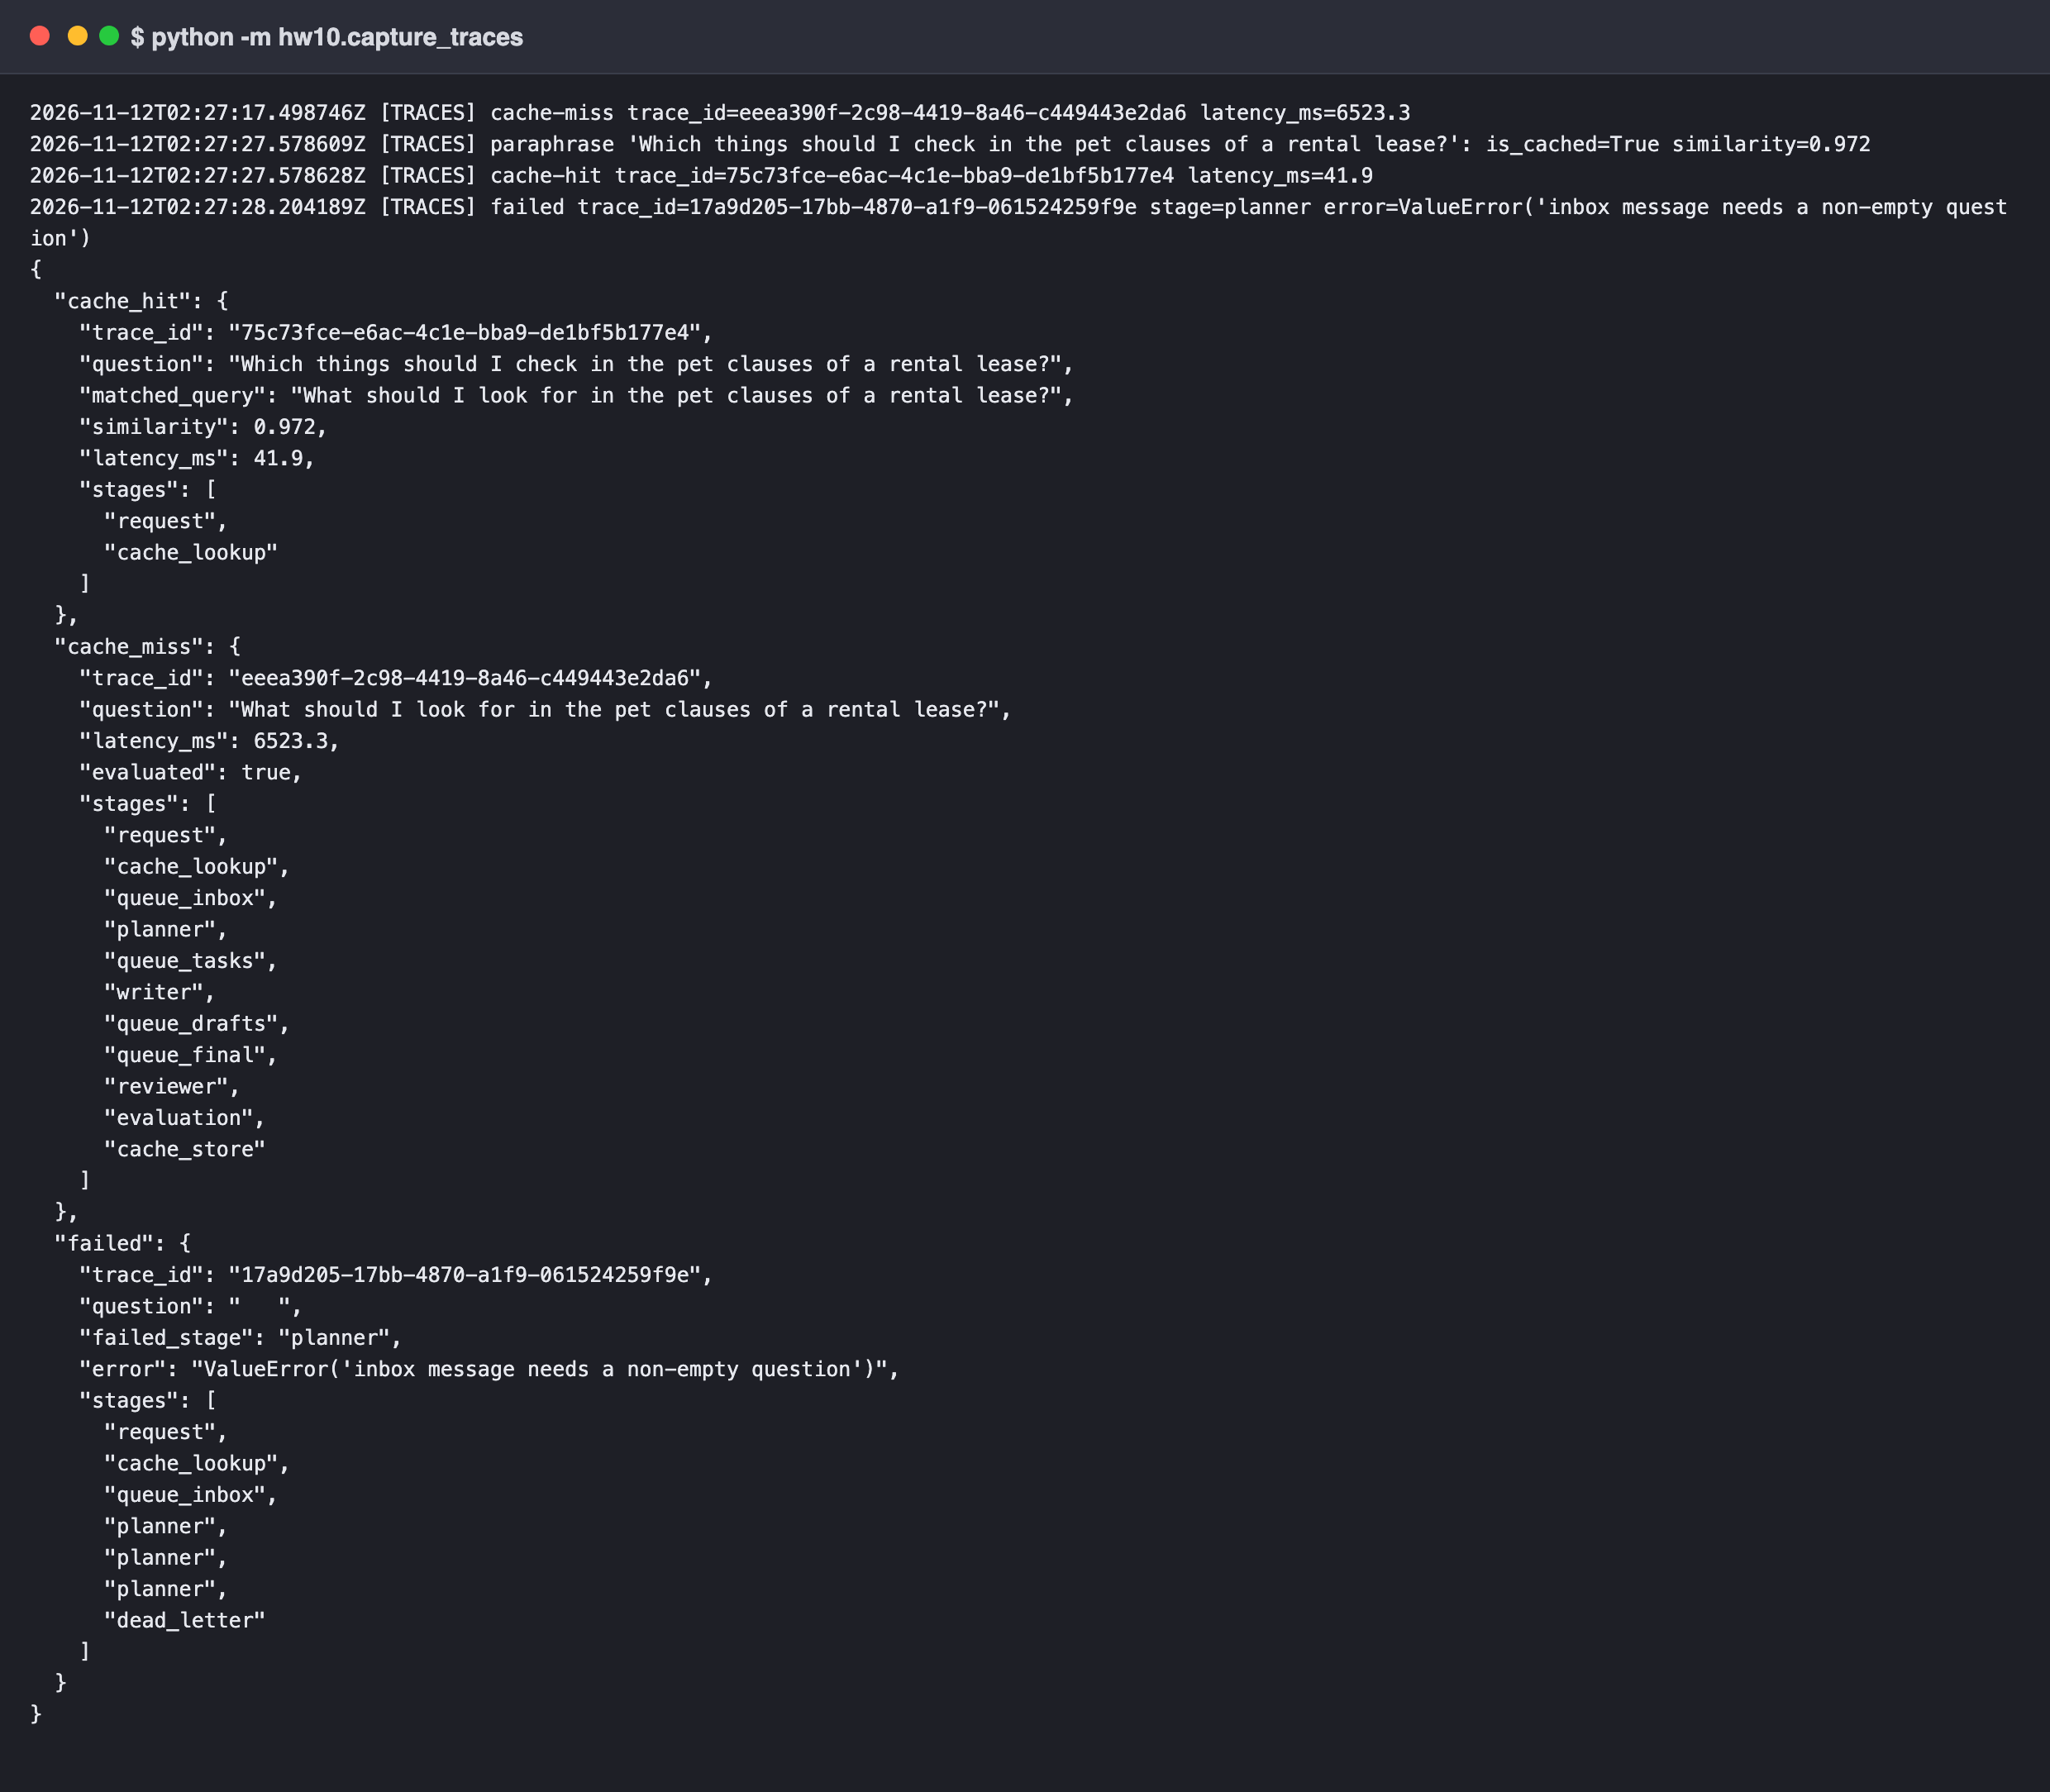 $ python -m hw10.capture_traces
2026-11-12T02:27:17.498746Z [TRACES] cache-miss trace_id=eeea390f-2c98-4419-8a46-c449443e2da6 latency_ms=6523.3
2026-11-12T02:27:27.578609Z [TRACES] paraphrase 'Which things should I check in the pet clauses of a rental lease?': is_cached=True similarity=0.972
2026-11-12T02:27:27.578628Z [TRACES] cache-hit trace_id=75c73fce-e6ac-4c1e-bba9-de1bf5b177e4 latency_ms=41.9
2026-11-12T02:27:28.204189Z [TRACES] failed trace_id=17a9d205-17bb-4870-a1f9-061524259f9e stage=planner error=ValueError('inbox message needs a non-empty quest
ion')
{
  "cache_hit": {
    "trace_id": "75c73fce-e6ac-4c1e-bba9-de1bf5b177e4",
    "question": "Which things should I check in the pet clauses of a rental lease?",
    "matched_query": "What should I look for in the pet clauses of a rental lease?",
    "similarity": 0.972,
    "latency_ms": 41.9,
    "stages": [
      "request",
      "cache_lookup"
    ]
  },
  "cache_miss": {
    "trace_id": "eeea390f-2c98-4419-8a46-c449443e2da6",
    "question": "What should I look for in the pet clauses of a rental lease?",
    "latency_ms": 6523.3,
    "evaluated": true,
    "stages": [
      "request",
      "cache_lookup",
      "queue_inbox",
      "planner",
      "queue_tasks",
      "writer",
      "queue_drafts",
      "queue_final",
      "reviewer",
      "evaluation",
      "cache_store"
    ]
  },
  "failed": {
    "trace_id": "17a9d205-17bb-4870-a1f9-061524259f9e",
    "question": "   ",
    "failed_stage": "planner",
    "error": "ValueError('inbox message needs a non-empty question')",
    "stages": [
      "request",
      "cache_lookup",
      "queue_inbox",
      "planner",
      "planner",
      "planner",
      "dead_letter"
    ]
  }
}